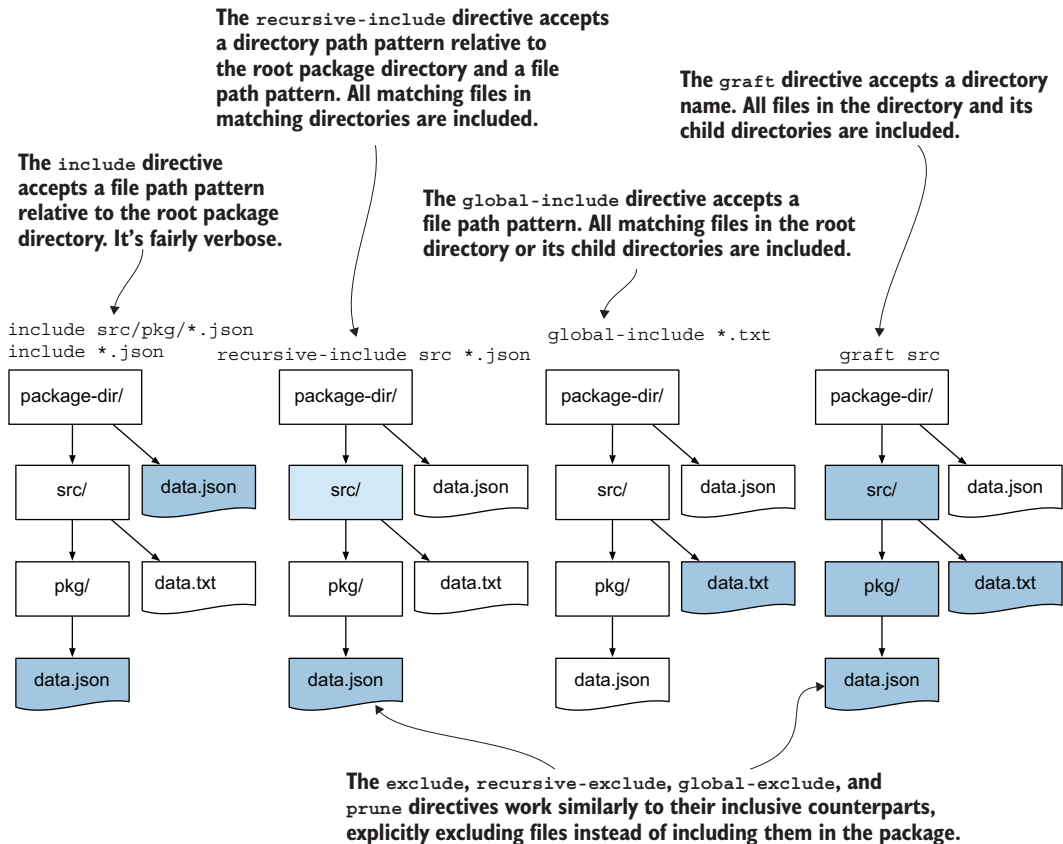 The recursive-include directive accepts
a directory path pattern relative to
the root package directory and a file
path pattern. All matching files in
matching directories are included.
The graft directive accepts a directory
name. All files in the directory and its
child directories are included.
The include directive
accepts a file path pattern
relative to the root package
directory. It's fairly verbose.
The global-include directive accepts a
file path pattern. All matching files in the root
directory or its child directories are included.
include src/pkg/*.json
include *.json
package-dir/
src/
data.json
pkg/
data.txt
data.json
recursive-include src *.json
package-dir/
src/
data.json
pkg/
data.txt
data.json
global-include *.txt
package-dir/
src/
data.json
pkg/
data.txt
data.json
graft src
package-dir/
src/
data.json
pkg/
data.txt
data.json
The exclude, recursive-exclude, global-exclude, and
prune directives work similarly to their inclusive counterparts,
explicitly excluding files instead of including them in the package.